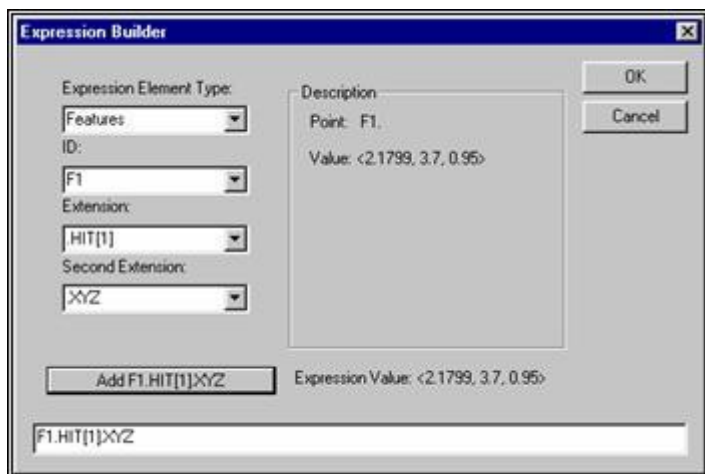 Expression Builder
Expression Element Type:
Features
ID:
F1
Extension:
.HIT[1]
Second Extension:
.XYZ
Description
Point: F1.
Value: <2.1799, 3.7, 0.95>
OK
Cancel
Add F1.HIT[1].XYZ
Expression Value: <2.1799, 3.7, 0.95>
F1.HIT[1].XYZ